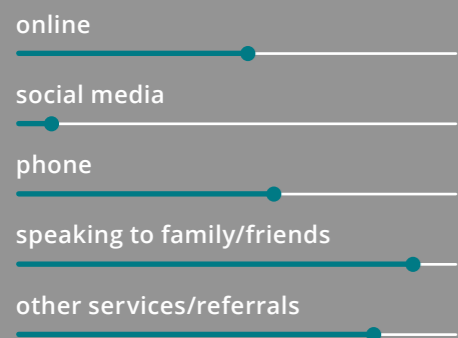 online
social media
phone
speaking to family/friends
other services/referrals